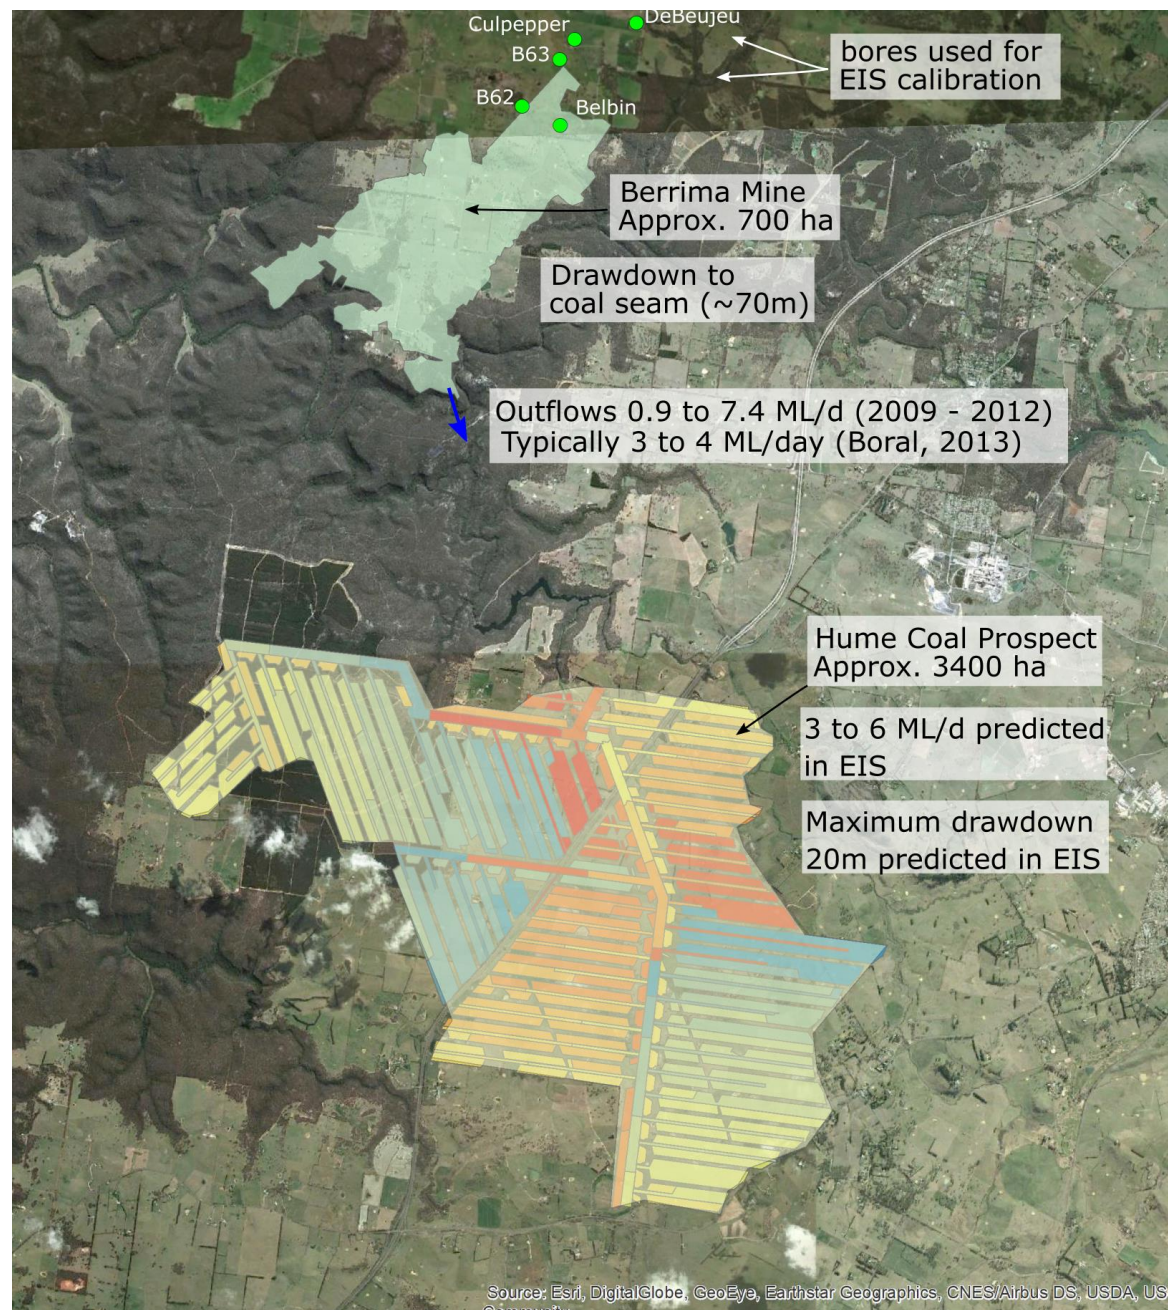 DeBeujeu
Culpepper
B63
bores used for
EIS calibration
B62
Belbin
Berrima Mine
Approx. 700 ha
Drawdown to
coal seam (~70m)
Outflows 0.9 to 7.4 ML/d (2009 - 2012)
Typically 3 to 4 ML/day (Boral, 2013)
Hume Coal Prospect
Approx. 3400 ha
3 to 6 ML/d predicted
in EIS
Maximum drawdown
20m predicted in EIS
Source: Esri, DigitalGlobe, GeoEye, Earthstar Geographics, CNES/Airbus DS, USDA, US
Community